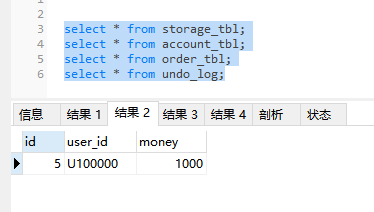 2
3 select * from storage_tbl;
4 select * from account_tbl;
5 select * from order_tbl;
6 select * from undo_log;
信息 结果 1 结果 2 结果 3 结果 4 剖析 状态
id user_id money
5 U100000 1000